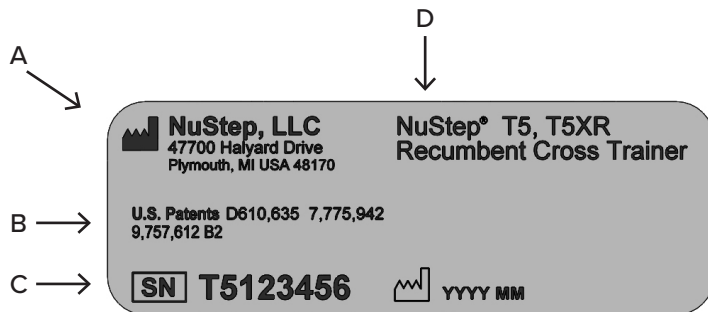 D
A
NuStep, LLC
47700 Halyard Drive
Plymouth, MI USA 48170
NuStep® T5, T5XR
Recumbent Cross Trainer
B
U.S. Patents D610,635 7,775,942
9,757,612 B2
C
SN T5123456
YYYY MM